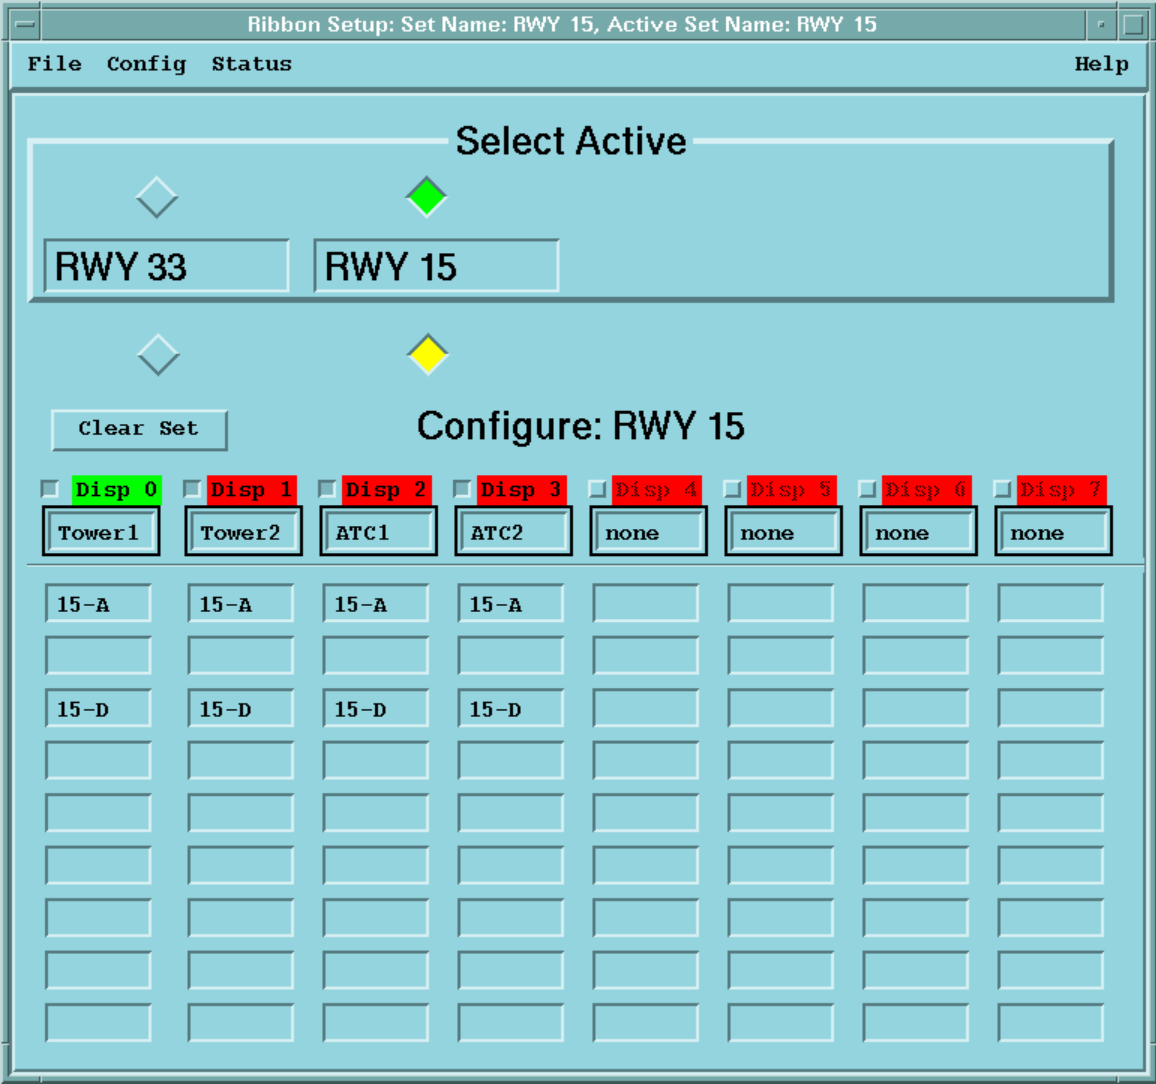 Ribbon Setup: Set Name: RWY 15, Active Set Name: RWY 15
File Config Status Help
Select Active
RWY 33 RWY 15
Clear Set Configure: RWY 15
Disp 0 Disp 1 Disp 2 Disp 3 Disp 4 Disp 5 Disp 6 Disp 7
Tower1 Tower2 ATC1 ATC2 none none none none
15-A 15-A 15-A 15-A
15-D 15-D 15-D 15-D